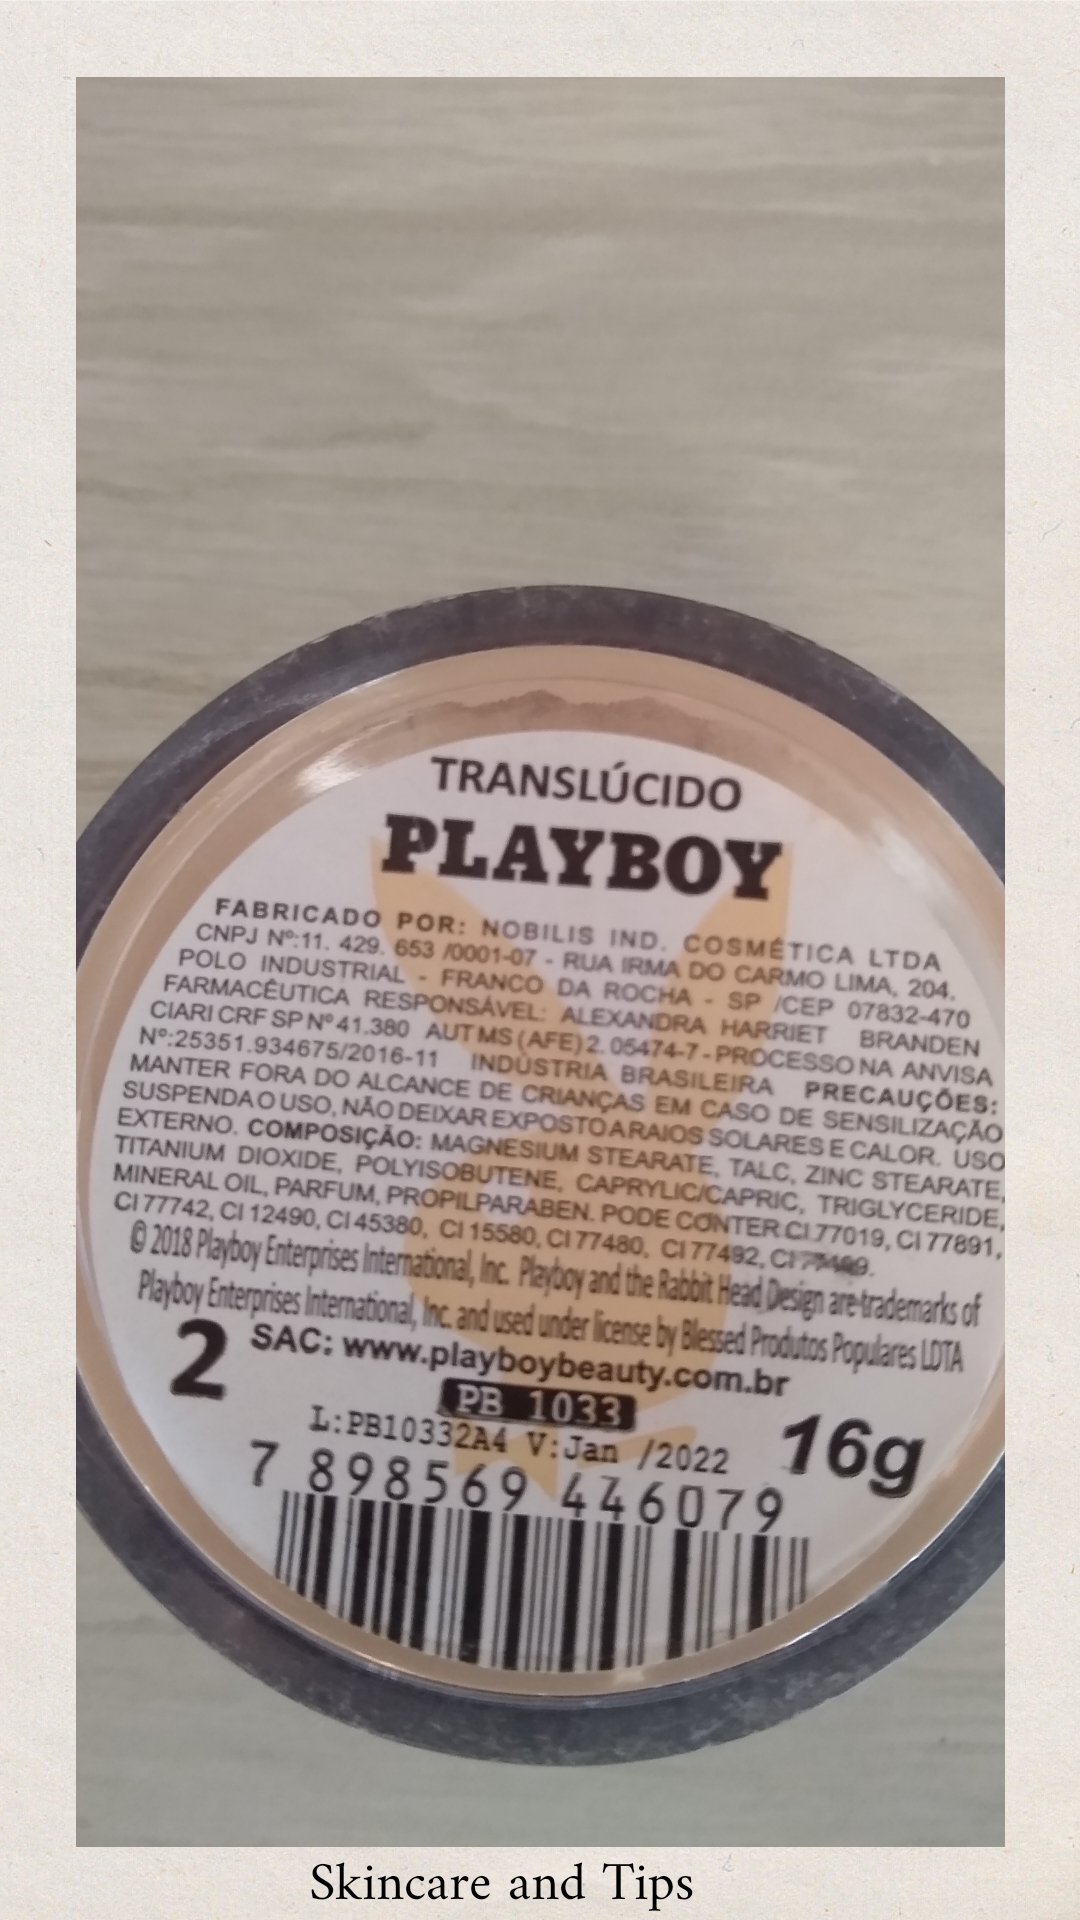 TRANSLÚCIDO
PLAYBOY
FABRICADO POR: NOBILIS IND. COSMÉTICA LTDA
CNPJ Nº:11. 429. 653 /0001-07 - RUA IRMA DO CARMO LIMA, 204.
POLO INDUSTRIAL - FRANCO DA ROCHA - SP /CEP 07832-470
FARMACÊUTICA RESPONSÁVEL: ALEXANDRA HARRIET BRANDEN
CIARI CRF SP Nº 41.380 AUT MS (AFE) 2. 05474-7 - PROCESSO NA ANVISA
Nº:25351.934675/2016-11 INDÚSTRIA BRASILEIRA PRECAUÇÕES:
MANTER FORA DO ALCANCE DE CRIANÇAS EM CASO DE SENSILIZAÇÃO
SUSPENDA O USO, NÃO DEIXAR EXPOSTO A RAIOS SOLARES E CALOR. USO
EXTERNO. COMPOSIÇÃO: MAGNESIUM STEARATE, TALC, ZINC STEARATE,
TITANIUM DIOXIDE, POLYISOBUTENE, CAPRYLIC/CAPRIC, TRIGLYCERIDE,
MINERAL OIL, PARFUM, PROPILPARABEN. PODE CONTER CI 77019, CI 77891,
CI 77742, CI 12490, CI 45380, CI 15580, CI 77480, CI 77492, CI
© 2018 Playboy Enterprises International, Inc. Playboy and the Rabbit Head Design are trademarks of
Playboy Enterprises International, Inc. and used under license by Blessed Produtos Populares LDTA
2 SAC: www.playboybeauty.com.br
PB 1033
L:PB10332A4 V:Jan /2022 16g
7 898569 446079
Skincare and Tips